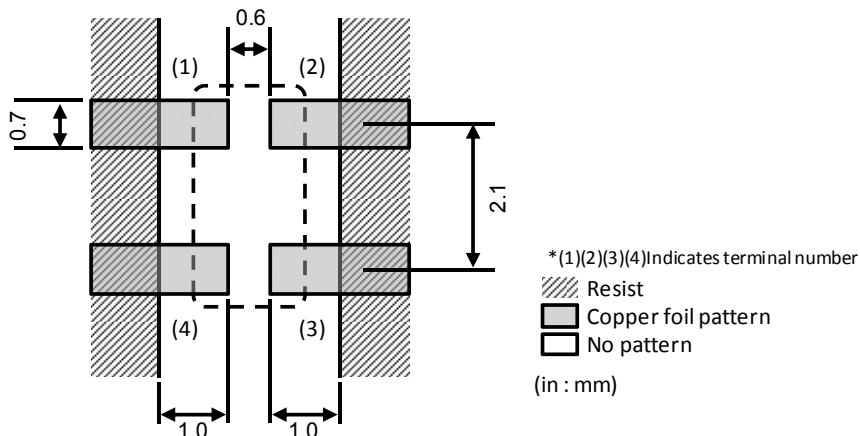 0.6
(1)
(2)
0.7
2.1
*(1)(2)(3)(4)Indicates terminal number
Resist
(4)
(3)
Copper foil pattern
No pattern
(in : mm)
1.0
1.0